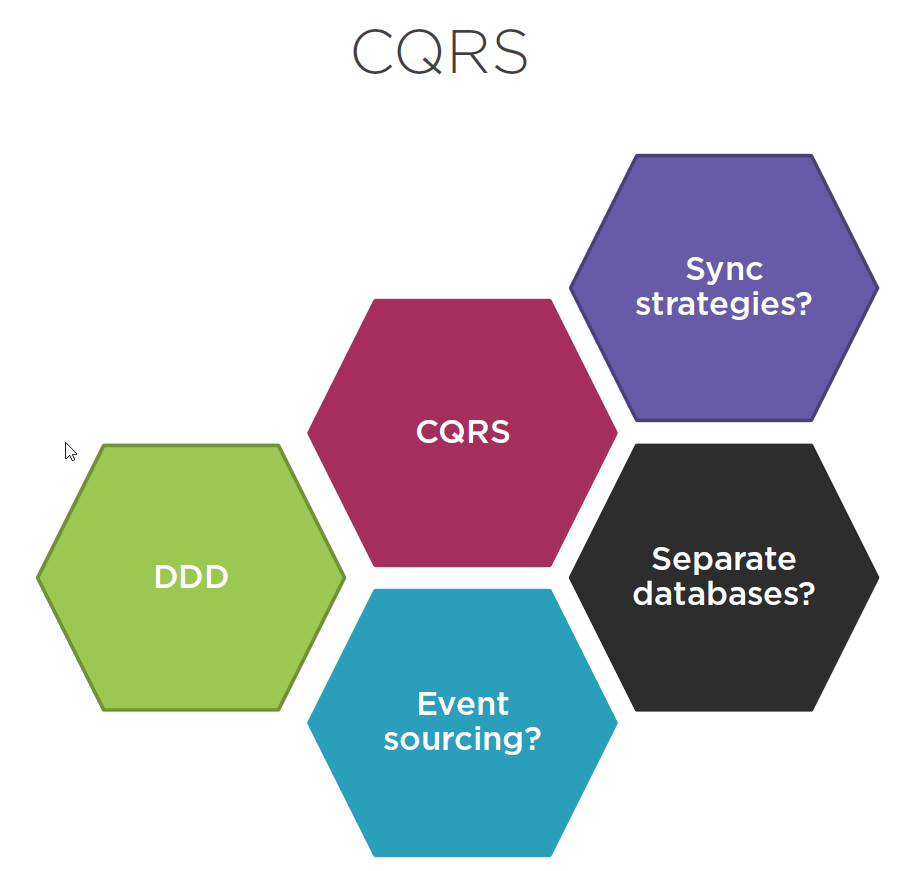 CQRS
Sync
strategies?
CQRS
DDD
Separate
databases?
Event
sourcing?